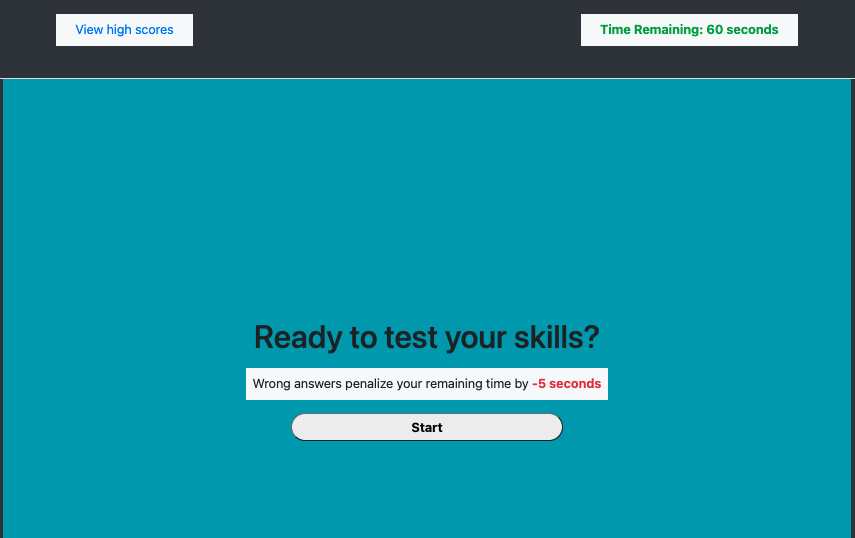 View high scores
Time Remaining: 60 seconds
Ready to test your skills?
Wrong answers penalize your remaining time by -5 seconds
Start